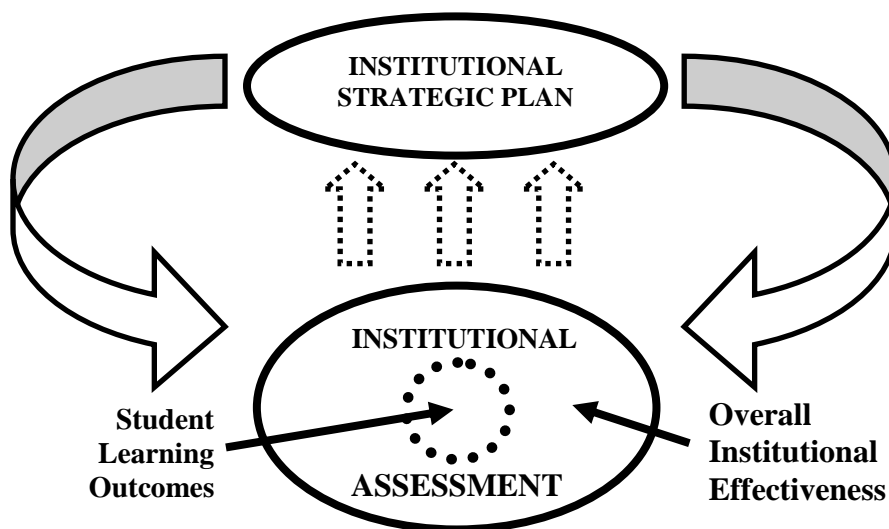 INSTITUTIONAL
STRATEGIC PLAN
INSTITUTIONAL
Student
Learning
Outcomes
Overall
Institutional
Effectiveness
ASSESSMENT